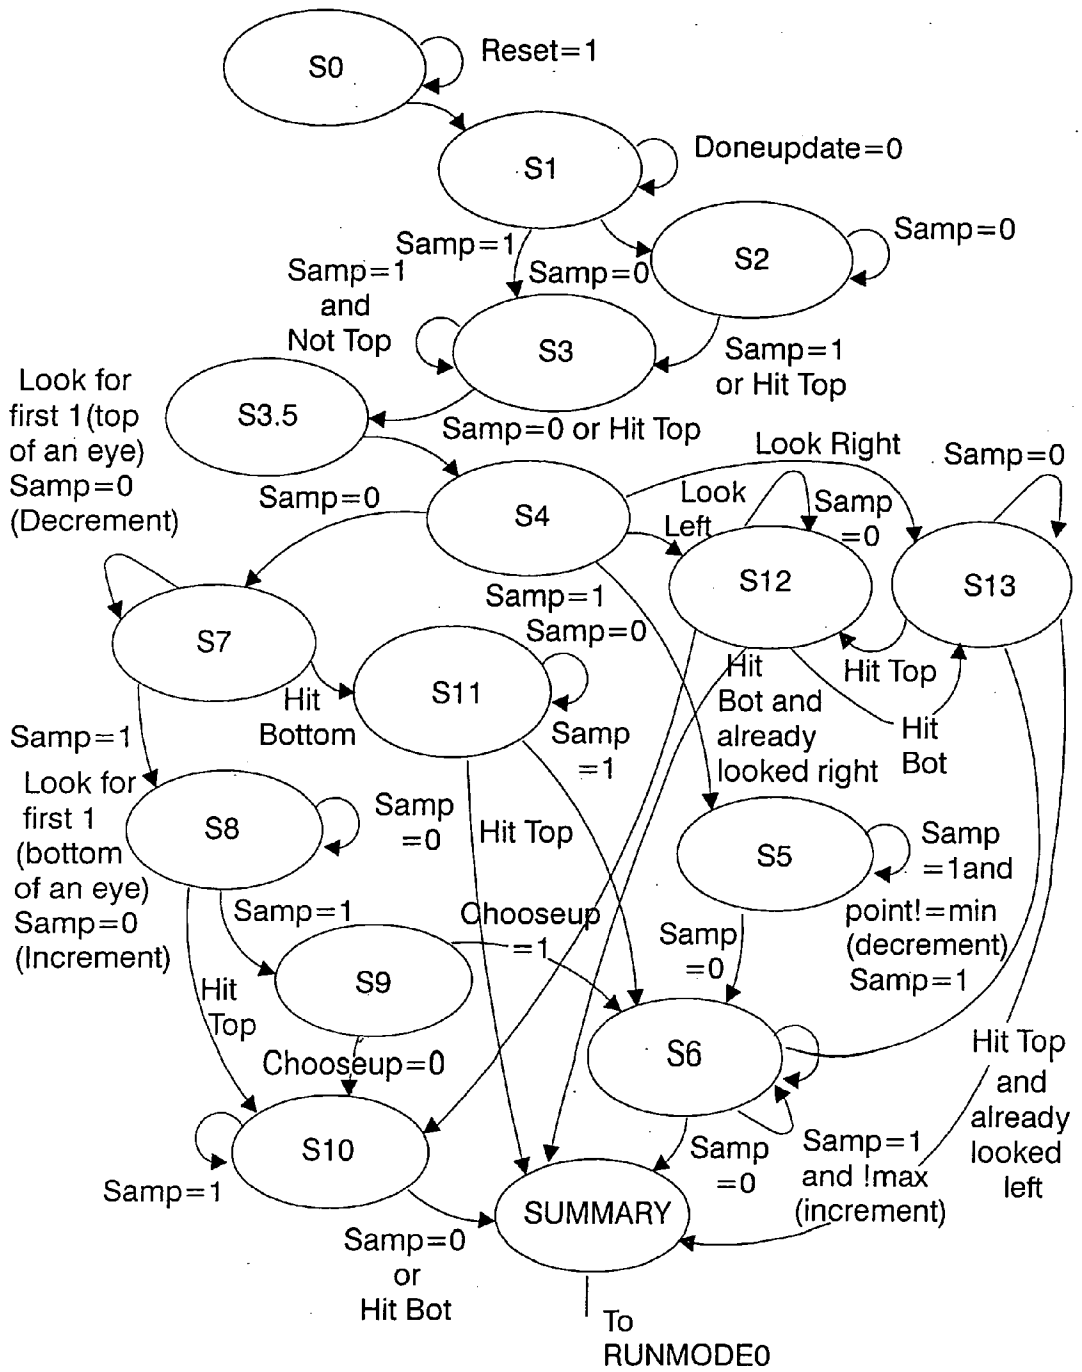 S0
Reset=1
S1
Doneupdate=0
Samp=1
Samp=0
S2
Samp=0
Samp=1
and
Not Top
S3
Samp=1
or Hit Top
Look for
first 1(top
of an eye)
Samp=0
(Decrement)
S3.5
Samp=0 or Hit Top
Samp=0
S4
Look Right
Look
Left
Samp
=0
Samp=0
S12
S13
Samp=1
Samp=0
S7
Hit
Bottom
S11
Samp
=1
Hit
Bot and
already
looked right
Hit Top
Hit
Bot
Samp=1
Look for
first 1
(bottom
of an eye)
Samp=0
(Increment)
S8
Samp
=0
Hit Top
S5
Samp
=1and
point!=min
(decrement)
Samp=1
Samp=1
Chooseup
=1
Samp
=0
S9
Hit
Top
Chooseup=0
S6
Hit Top
and
already
looked
left
S10
Samp=1
Samp
=0
Samp=1
and !max
(increment)
SUMMARY
Samp=0
or
Hit Bot
To
RUNMODE0